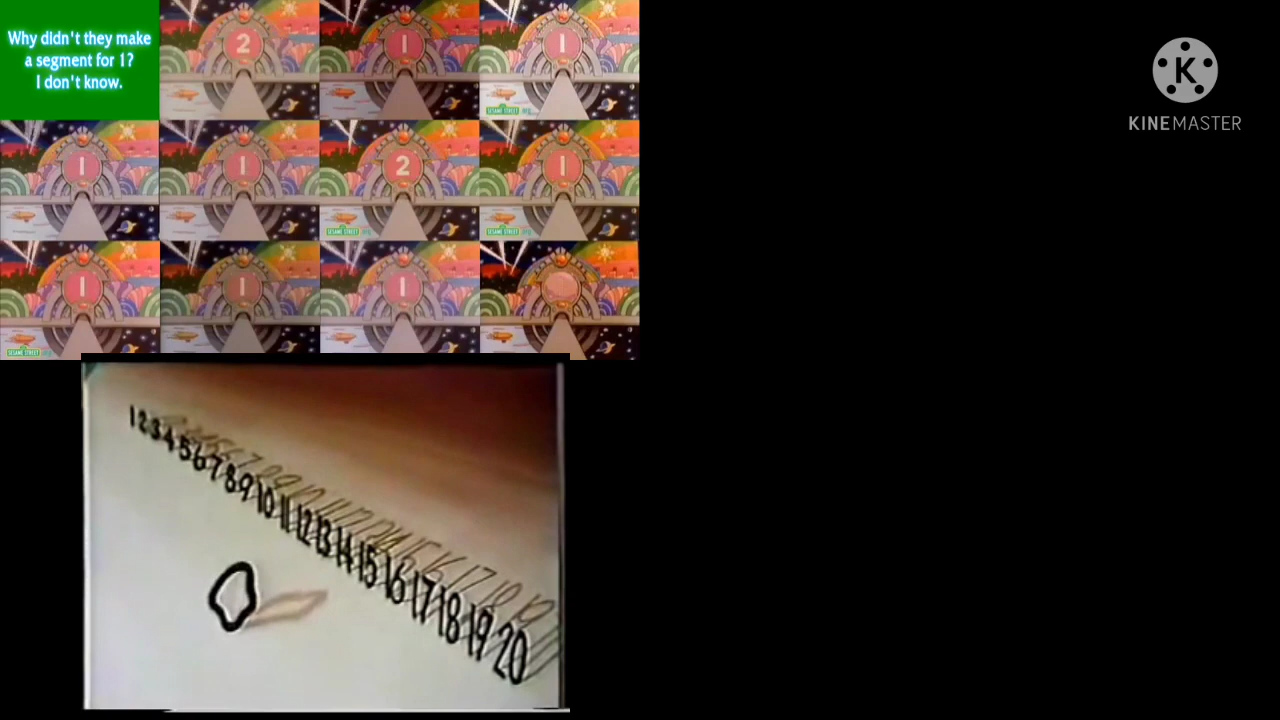 Why didn't they make
a segment for 1?
I don't know.
2
1
1
SESAME STREET
1
1
2
1
SESAME STREET
SESAME STREET
1
1
1
SESAME STREET
K
KINEMASTER
1 2 3 4 5 6 7 8 9 10 11 12 13 14 15 16 17 18 19 20